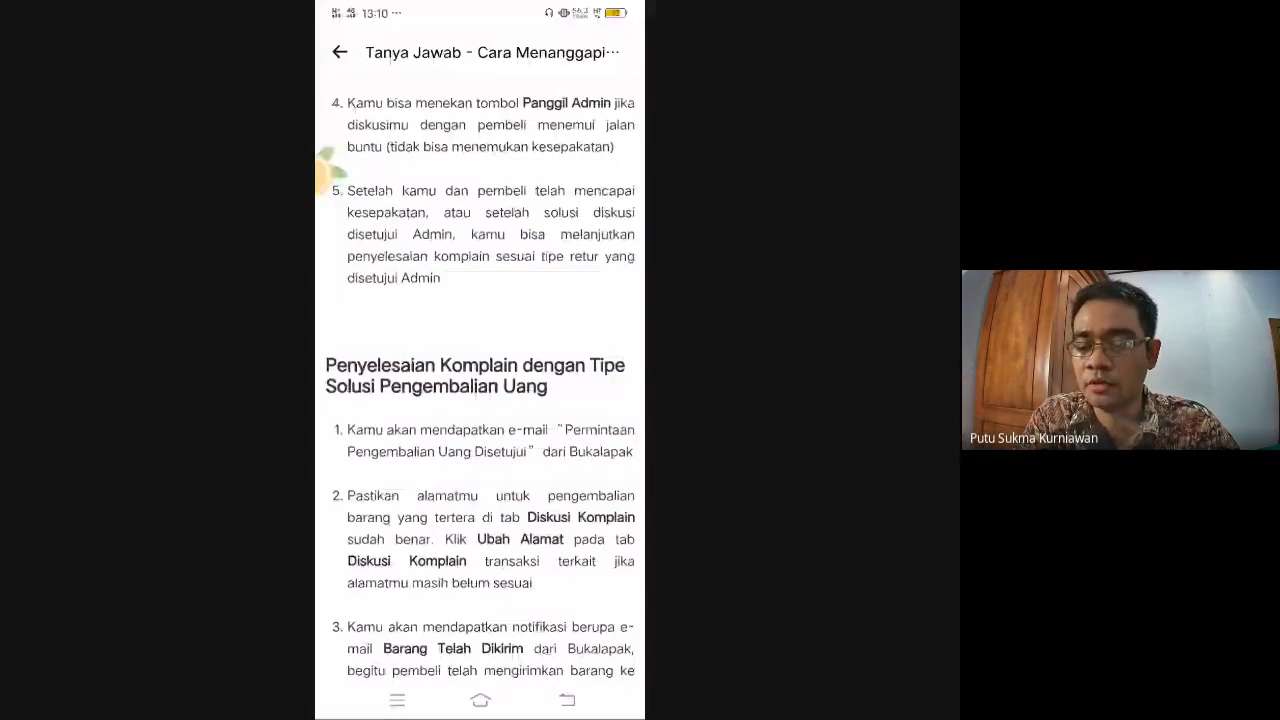 13:10 ...
Tanya Jawab - Cara Menanggapi...
4. Kamu bisa menekan tombol Panggil Admin jika
diskusimu dengan pembeli menemui jalan
buntu (tidak bisa menemukan kesepakatan)
5. Setelah kamu dan pembeli telah mencapai
kesepakatan, atau setelah solusi diskusi
disetujui Admin, kamu bisa melanjutkan
penyelesaian komplain sesuai tipe retur yang
disetujui Admin
Penyelesaian Komplain dengan Tipe
Solusi Pengembalian Uang
1. Kamu akan mendapatkan e-mail "Permintaan
Pengembalian Uang Disetujui" dari Bukalapak
2. Pastikan alamatmu untuk pengembalian
barang yang tertera di tab Diskusi Komplain
sudah benar. Klik Ubah Alamat pada tab
Diskusi Komplain transaksi terkait jika
alamatmu masih belum sesuai
3. Kamu akan mendapatkan notifikasi berupa e-
mail Barang Telah Dikirim dari Bukalapak,
begitu pembeli telah mengirimkan barang ke
Putu Sukma Kurniawan